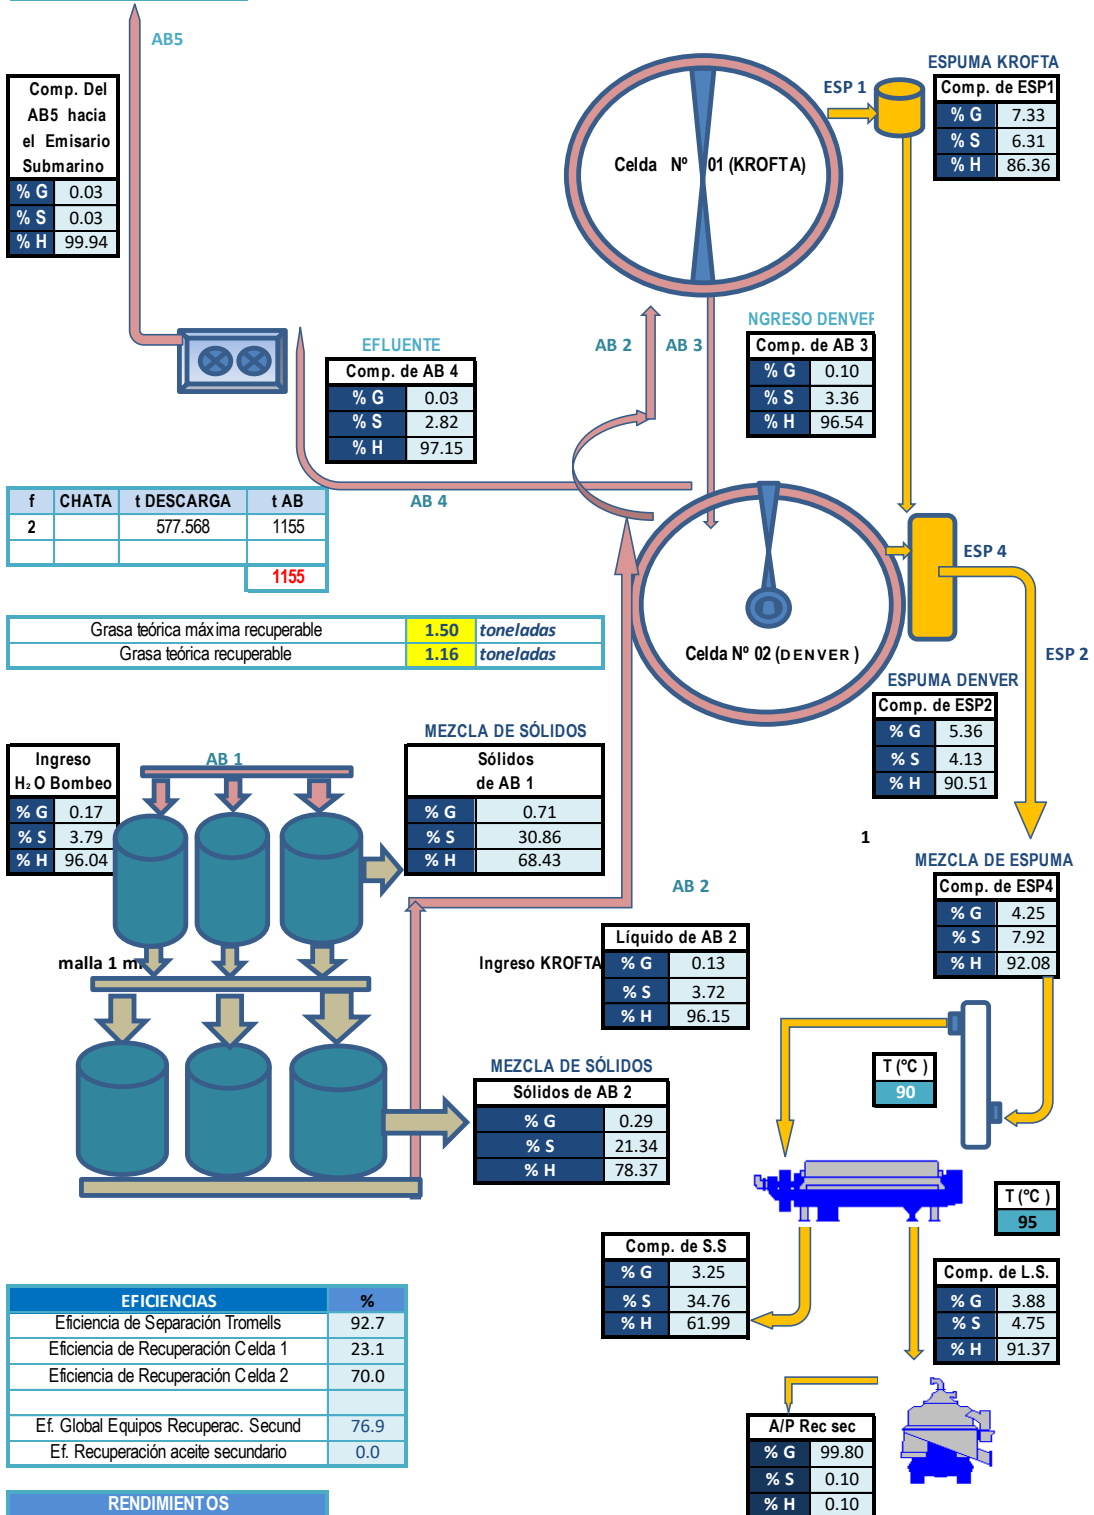 AB5
ESPUMA KROFTA
Comp. Del
AB5 hacia
el Emisario
Submarino
% G 0.03
% S 0.03
% H 99.94
ESP 1
Comp. de ESP1
% G 7.33
% S 6.31
% H 86.36
Celda Nº 01 (KROFTA)
EFLUENTE
Comp. de AB 4
% G 0.03
% S 2.82
% H 97.15
AB 2
AB 3
NGRESO DENVER
Comp. de AB 3
% G 0.10
% S 3.36
% H 96.54
AB 4
f CHATA t DESCARGA t AB
2 577.568 1155
1155
ESP 4
Grasa teórica máxima recuperable 1.50 toneladas
Grasa teórica recuperable 1.16 toneladas
Celda Nº 02 (DENVER )
ESP 2
ESPUMA DENVER
Comp. de ESP2
% G 5.36
% S 4.13
% H 90.51
Ingreso
H₂O Bombeo
% G 0.17
% S 3.79
% H 96.04
AB 1
MEZCLA DE SÓLIDOS
Sólidos
de AB 1
% G 0.71
% S 30.86
% H 68.43
1
MEZCLA DE ESPUMA
Comp. de ESP4
% G 4.25
% S 7.92
% H 92.08
AB 2
malla 1 m
Ingreso KROFTA
Líquido de AB 2
% G 0.13
% S 3.72
% H 96.15
MEZCLA DE SÓLIDOS
Sólidos de AB 2
% G 0.29
% S 21.34
% H 78.37
T (°C )
90
T (°C )
95
Comp. de S.S
% G 3.25
% S 34.76
% H 61.99
Comp. de L.S.
% G 3.88
% S 4.75
% H 91.37
EFICIENCIAS %
Eficiencia de Separación Tromells 92.7
Eficiencia de Recuperación Celda 1 23.1
Eficiencia de Recuperación Celda 2 70.0
Ef. Global Equipos Recuperac. Secund 76.9
Ef. Recuperación aceite secundario 0.0
A/P Rec sec
% G 99.80
% S 0.10
% H 0.10
RENDIMIENTOS